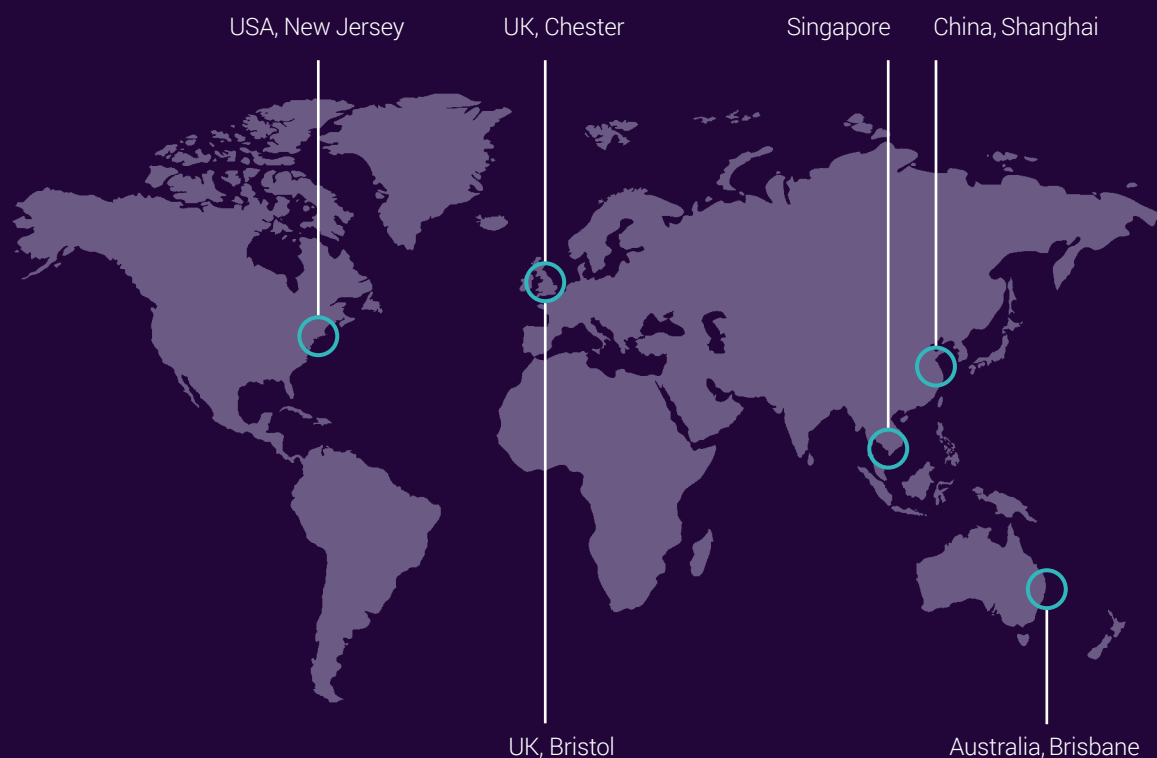 USA, New Jersey
UK, Chester
Singapore
China, Shanghai
UK, Bristol
Australia, Brisbane